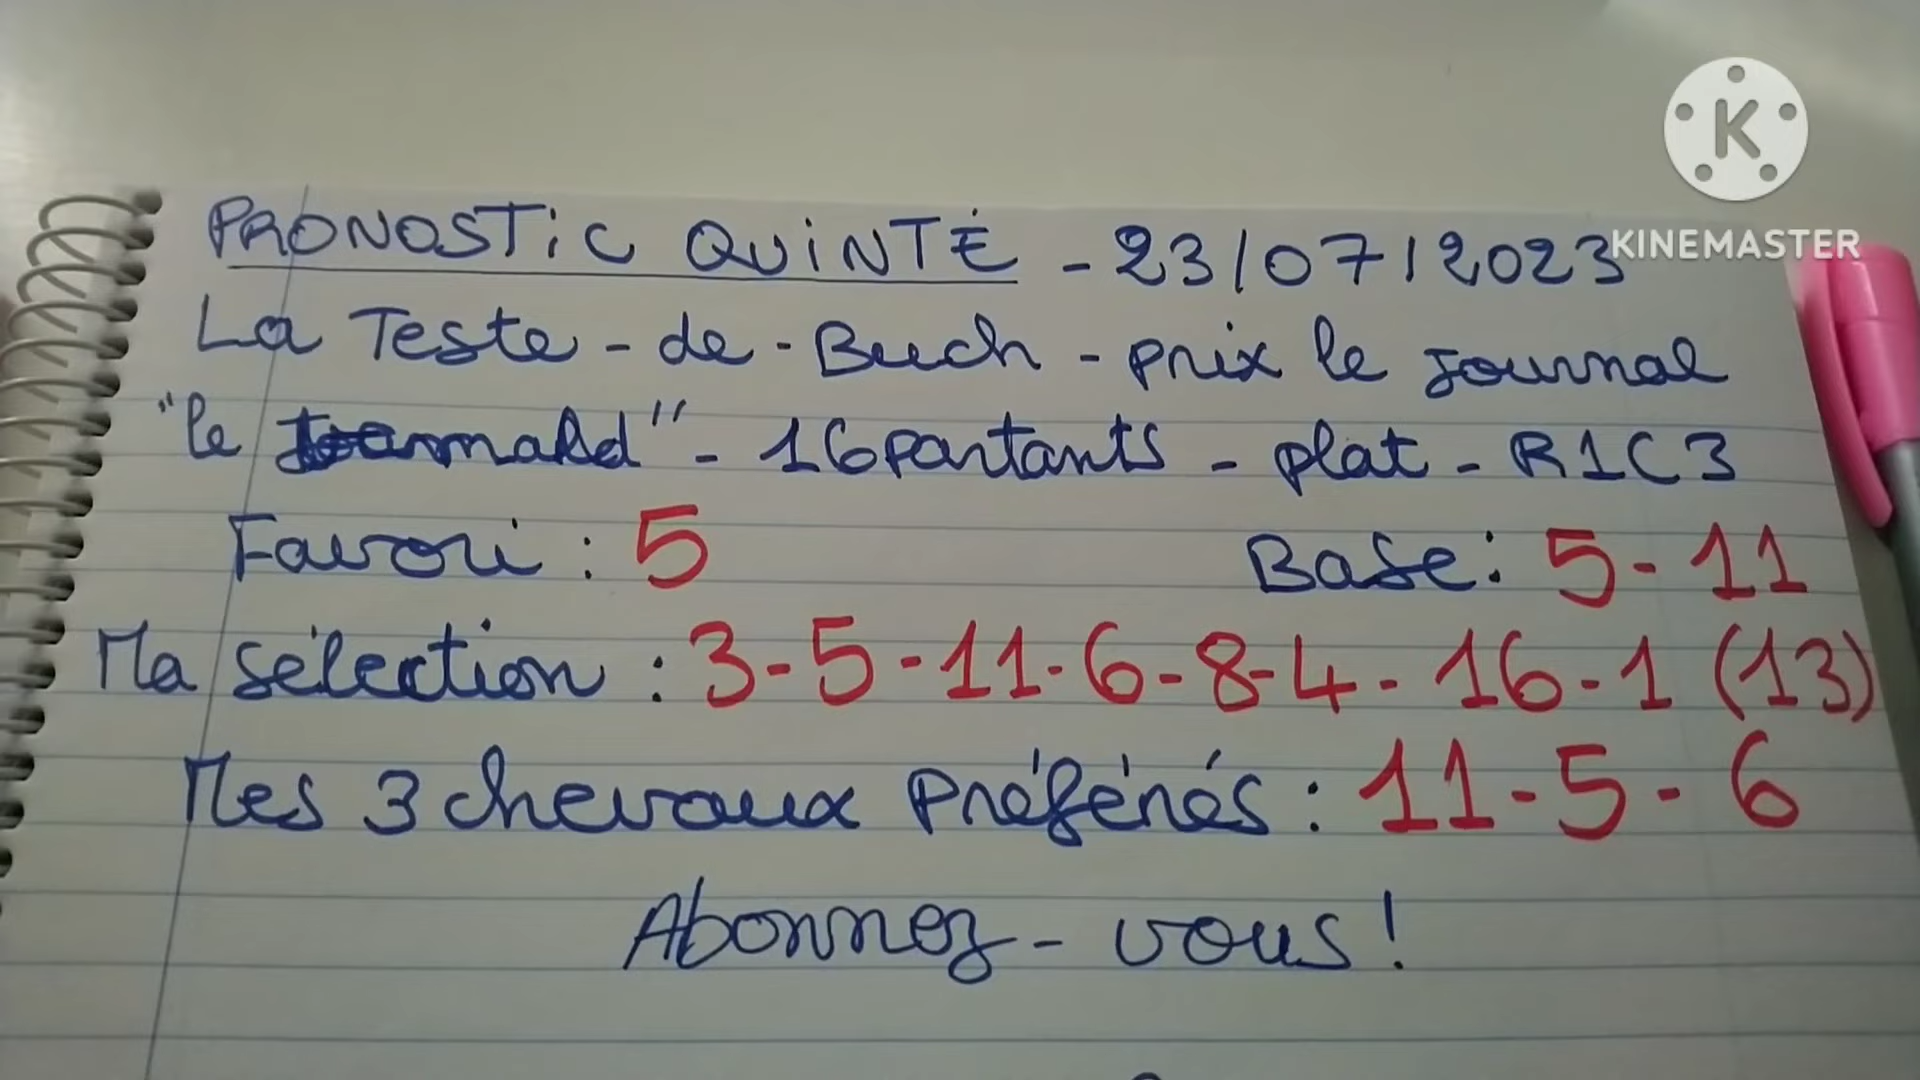 K
KINEMASTER
PRONOSTiC QUiNTÉ - 23/07/2023
La Teste-de-Buch - prix le journal
"le " - 16 partants - plat - R1C3
Favori : 5
Base : 5 - 11
Ma sélection : 3 - 5 - 11 - 6 - 8 - 4 - 16 - 1 (13)
Mes 3 chevaux préférés : 11 - 5 - 6
Abonnez-vous !